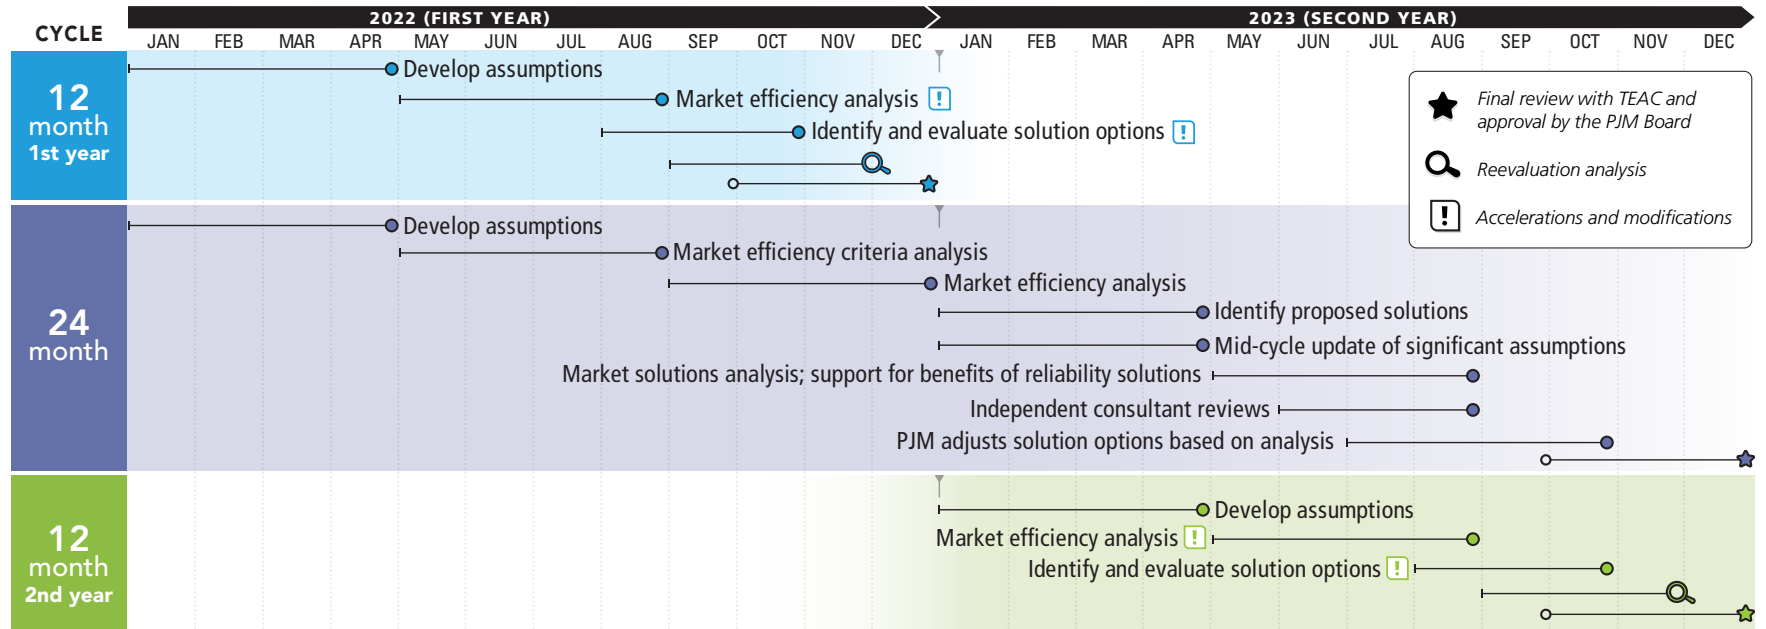 2022 (FIRST YEAR)
2023 (SECOND YEAR)
CYCLE
JAN FEB MAR APR MAY JUN JUL AUG SEP OCT NOV DEC JAN FEB MAR APR MAY JUN JUL AUG SEP OCT NOV DEC
12
month
1st year
Develop assumptions
Market efficiency analysis !
Identify and evaluate solution options !
Final review with TEAC and
approval by the PJM Board
Reevaluation analysis
! Accelerations and modifications
24
month
Develop assumptions
Market efficiency criteria analysis
Market efficiency analysis
Identify proposed solutions
Mid-cycle update of significant assumptions
Market solutions analysis; support for benefits of reliability solutions
Independent consultant reviews
PJM adjusts solution options based on analysis
12
month
2nd year
Develop assumptions
Market efficiency analysis !
Identify and evaluate solution options !